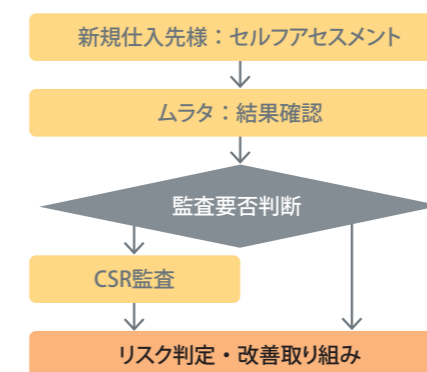 新規仕入先様：セルフアセスメント
ムラタ：結果確認
監査要否判断
CSR監査
リスク判定・改善取り組み